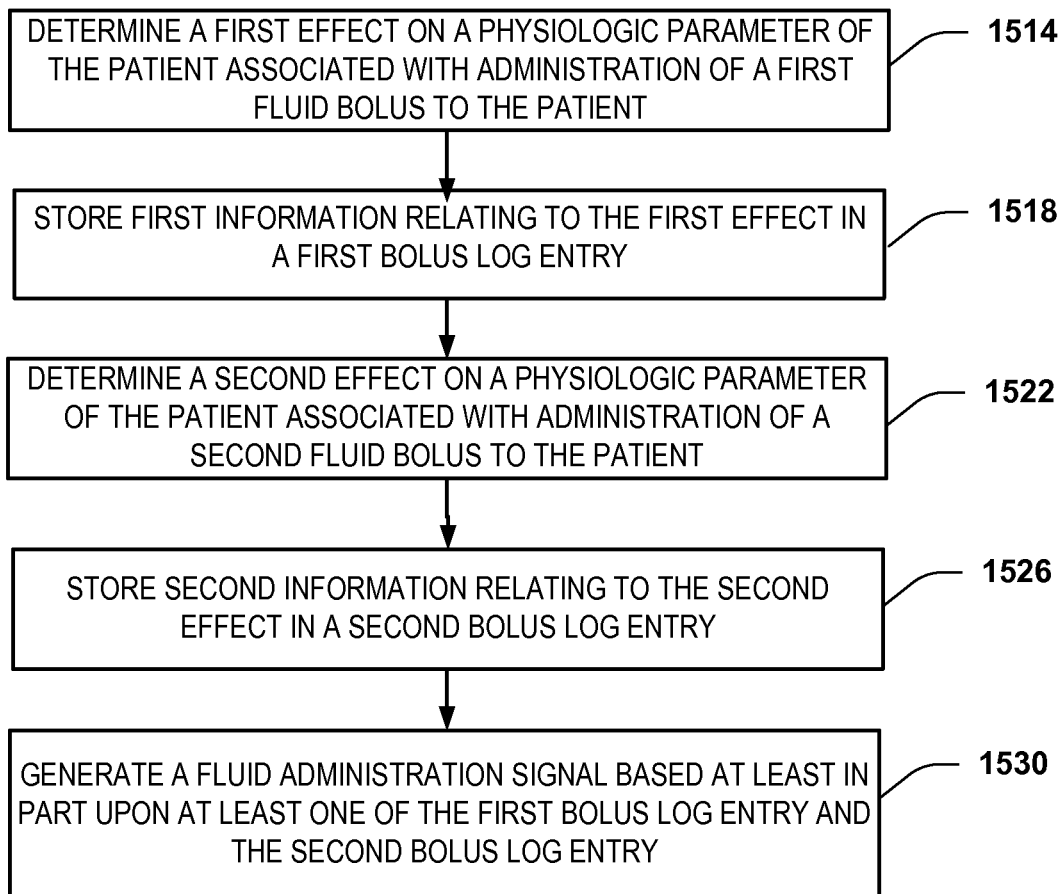 DETERMINE A FIRST EFFECT ON A PHYSIOLOGIC PARAMETER OF
THE PATIENT ASSOCIATED WITH ADMINISTRATION OF A FIRST
FLUID BOLUS TO THE PATIENT
1514
STORE FIRST INFORMATION RELATING TO THE FIRST EFFECT IN
A FIRST BOLUS LOG ENTRY
1518
DETERMINE A SECOND EFFECT ON A PHYSIOLOGIC PARAMETER
OF THE PATIENT ASSOCIATED WITH ADMINISTRATION OF A
SECOND FLUID BOLUS TO THE PATIENT
1522
STORE SECOND INFORMATION RELATING TO THE SECOND
EFFECT IN A SECOND BOLUS LOG ENTRY
1526
GENERATE A FLUID ADMINISTRATION SIGNAL BASED AT LEAST IN
PART UPON AT LEAST ONE OF THE FIRST BOLUS LOG ENTRY AND
THE SECOND BOLUS LOG ENTRY
1530